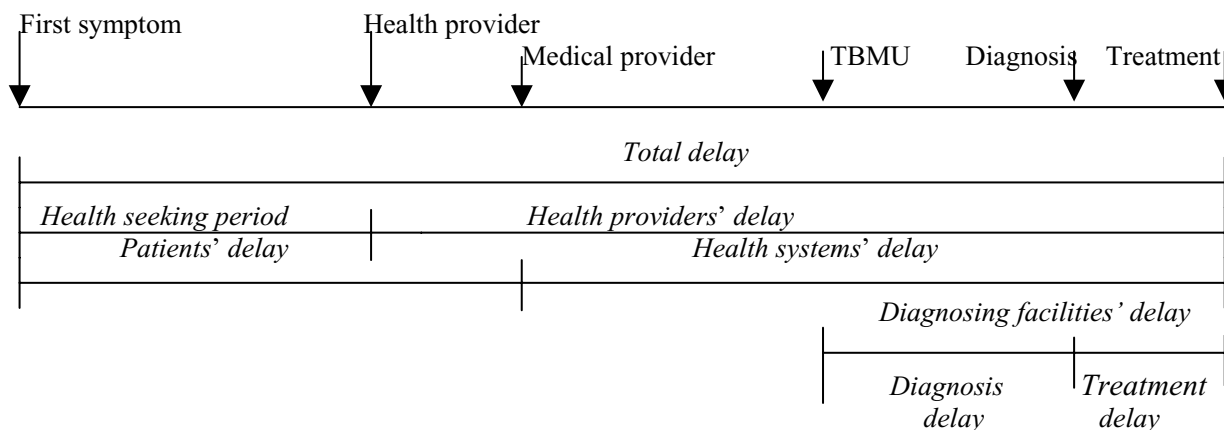 First symptom Health provider
Medical provider TBMU Diagnosis Treatment
Total delay
Health seeking period Health providers’ delay
Patients’ delay Health systems’ delay
Diagnosing facilities’ delay
Diagnosis Treatment
delay delay